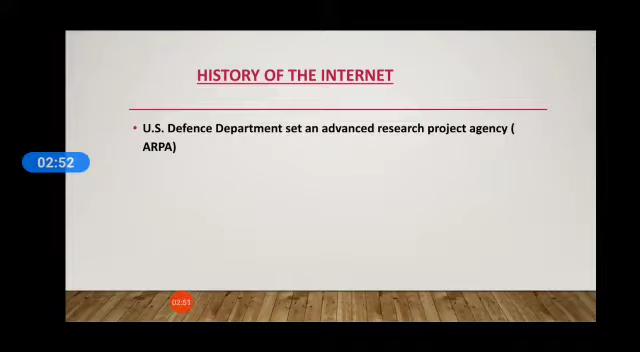 HISTORY OF THE INTERNET
• U.S. Defence Department set an advanced research project agency (
ARPA)
02:52
02:51